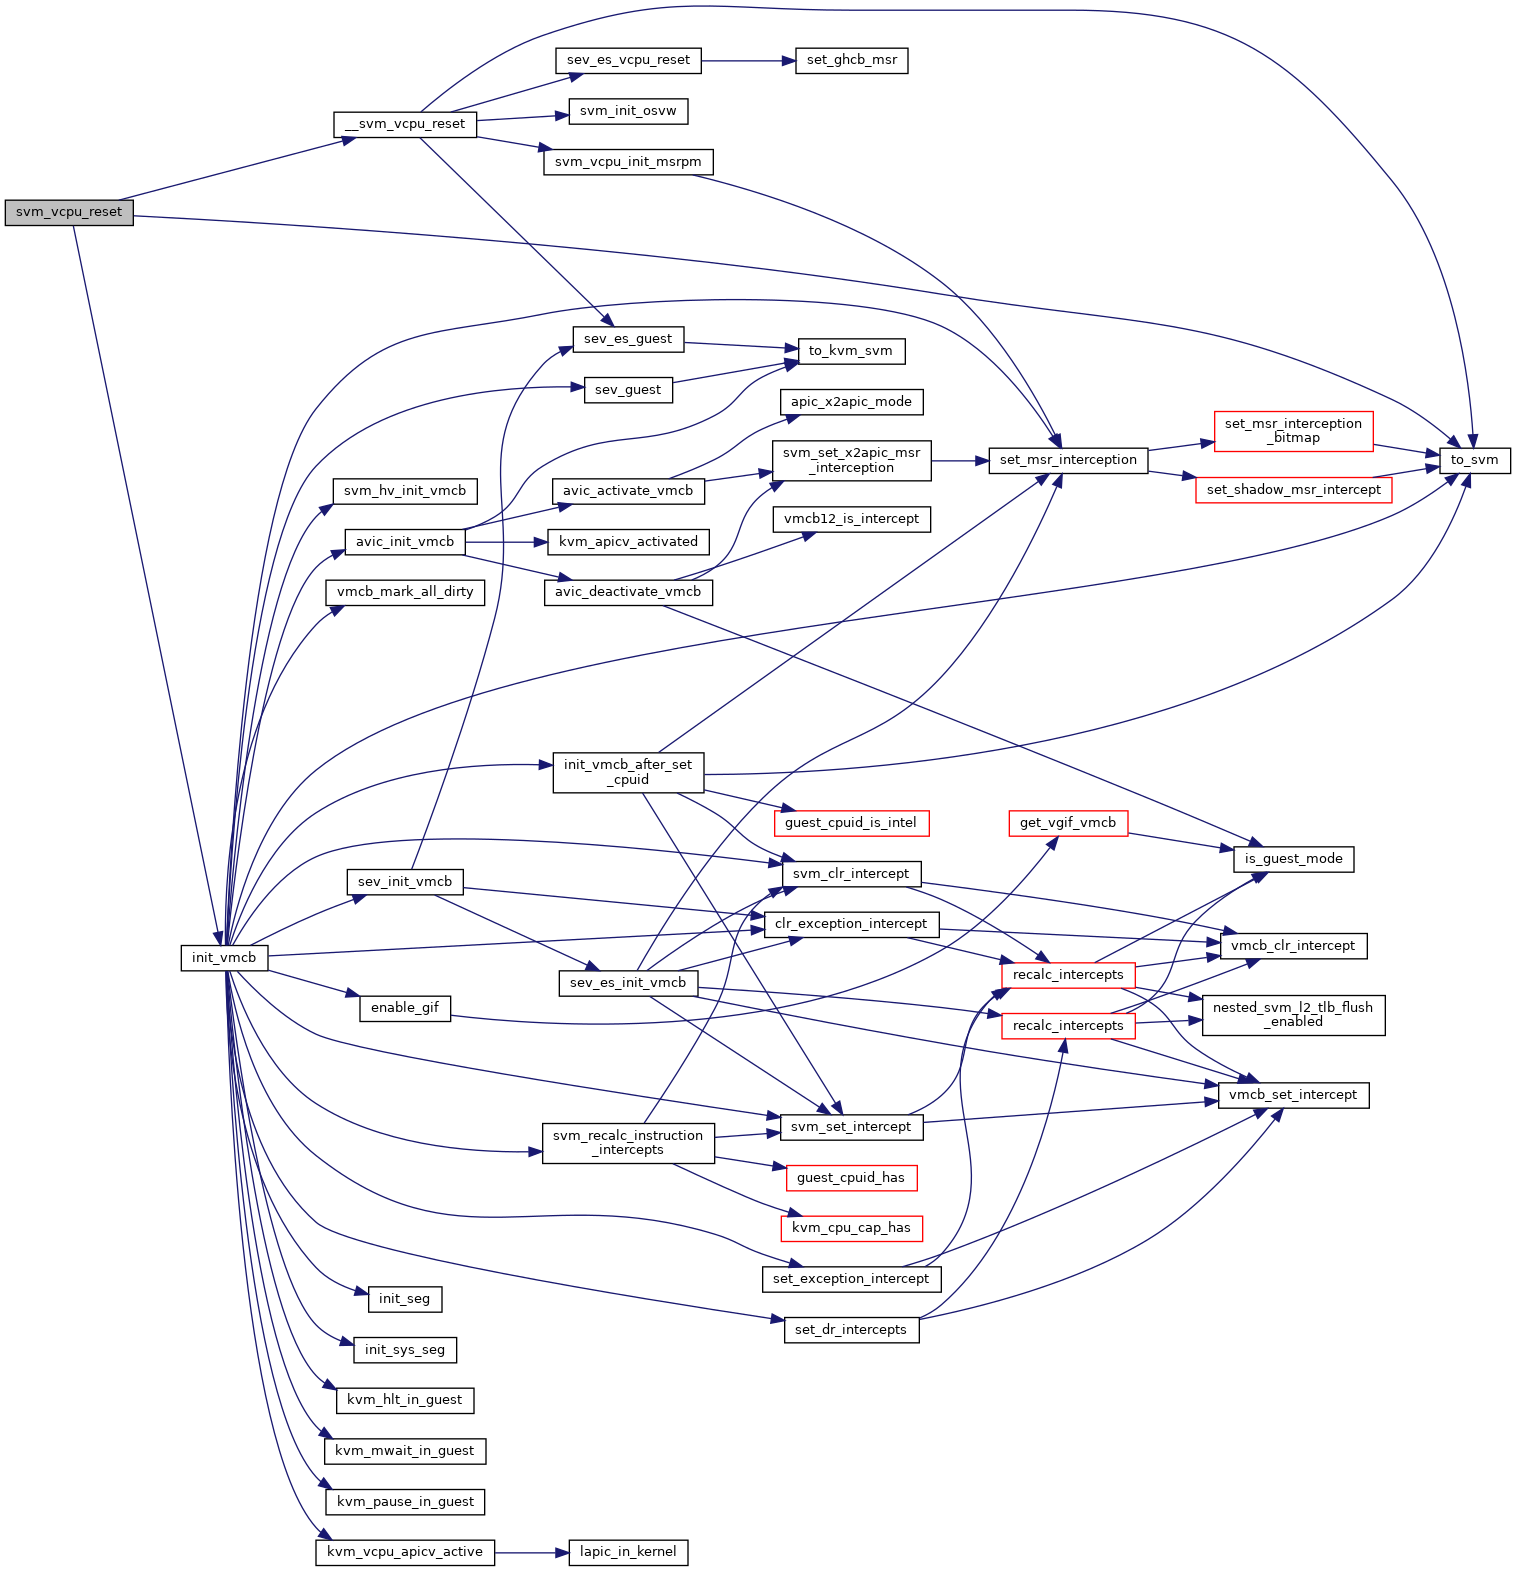 sev_es_vcpu_reset
set_ghcb_msr
svm_init_osvw
__svm_vcpu_reset
svm_vcpu_init_msrpm
svm_vcpu_reset
sev_es_guest
to_kvm_svm
sev_guest
apic_x2apic_mode
set_msr_interception
_bitmap
svm_set_x2apic_msr
_interception
set_msr_interception
to_svm
svm_hv_init_vmcb
avic_activate_vmcb
set_shadow_msr_intercept
vmcb12_is_intercept
avic_init_vmcb
kvm_apicv_activated
vmcb_mark_all_dirty
avic_deactivate_vmcb
init_vmcb_after_set
_cpuid
guest_cpuid_is_intel
get_vgif_vmcb
is_guest_mode
sev_init_vmcb
svm_clr_intercept
clr_exception_intercept
vmcb_clr_intercept
init_vmcb
sev_es_init_vmcb
recalc_intercepts
enable_gif
nested_svm_l2_tlb_flush
_enabled
recalc_intercepts
vmcb_set_intercept
svm_set_intercept
svm_recalc_instruction
_intercepts
guest_cpuid_has
kvm_cpu_cap_has
set_exception_intercept
init_seg
set_dr_intercepts
init_sys_seg
kvm_hlt_in_guest
kvm_mwait_in_guest
kvm_pause_in_guest
kvm_vcpu_apicv_active
lapic_in_kernel